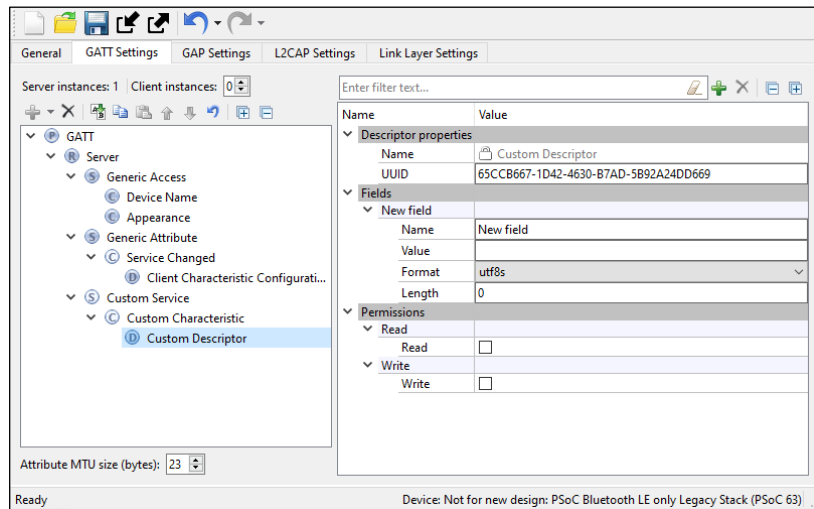 General GATT Settings GAP Settings L2CAP Settings Link Layer Settings
Server instances: 1 Client instances: 0
Enter filter text...
P GATT
R Server
S Generic Access
C Device Name
C Appearance
S Generic Attribute
C Service Changed
D Client Characteristic Configurati...
S Custom Service
C Custom Characteristic
D Custom Descriptor
Attribute MTU size (bytes): 23
Name Value
Descriptor properties
Name Custom Descriptor
UUID 65CCB667-1D42-4630-B7AD-5B92A24DD669
Fields
New field
Name New field
Value
Format utf8s
Length 0
Permissions
Read
Read
Write
Write
Ready Device: Not for new design: PSoC Bluetooth LE only Legacy Stack (PSoC 63)